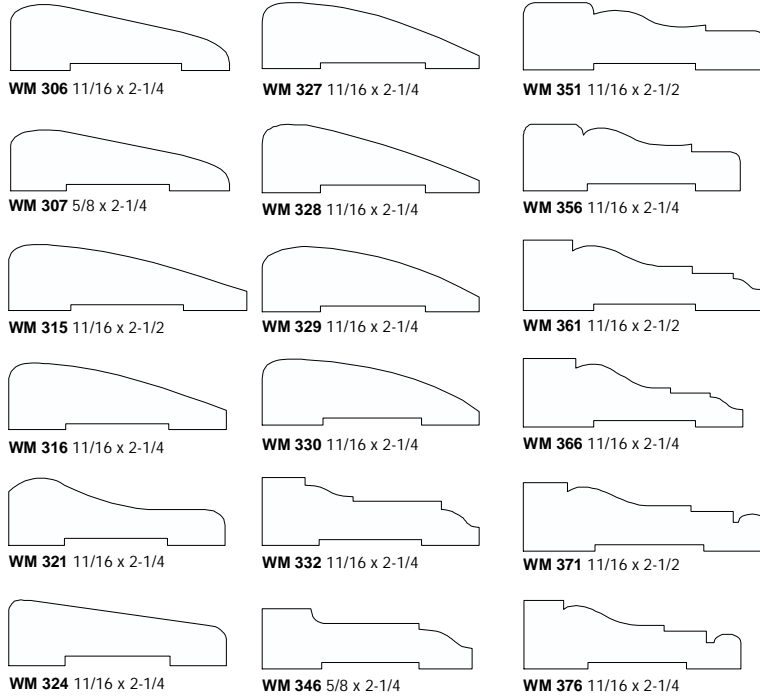 WM 306 11/16 x 2-1/4
WM 327 11/16 x 2-1/4
WM 351 11/16 x 2-1/2
WM 307 5/8 x 2-1/4
WM 328 11/16 x 2-1/4
WM 356 11/16 x 2-1/4
WM 315 11/16 x 2-1/2
WM 329 11/16 x 2-1/4
WM 361 11/16 x 2-1/2
WM 316 11/16 x 2-1/4
WM 330 11/16 x 2-1/4
WM 366 11/16 x 2-1/4
WM 321 11/16 x 2-1/4
WM 332 11/16 x 2-1/4
WM 371 11/16 x 2-1/2
WM 324 11/16 x 2-1/4
WM 346 5/8 x 2-1/4
WM 376 11/16 x 2-1/4